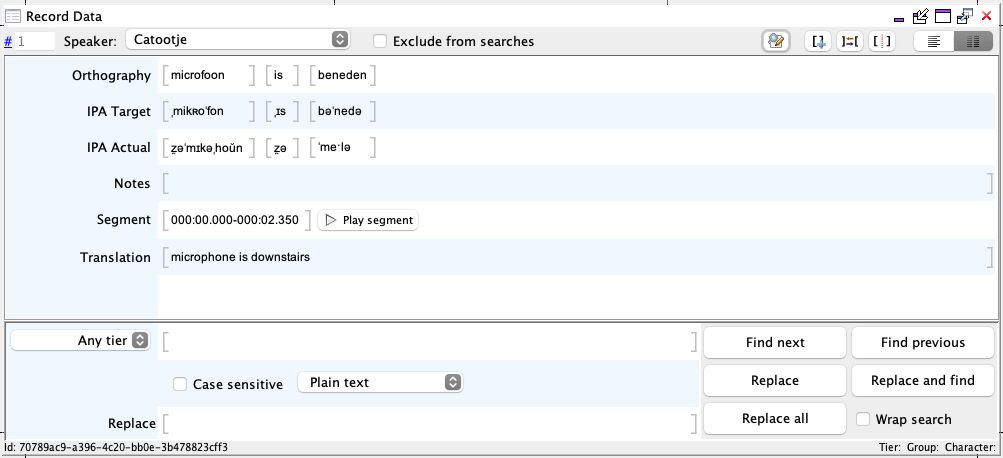 Record Data
# 1 Speaker: Catootje Exclude from searches
Orthography [microfoon] [is] [beneden]
IPA Target [ˌmikʀoˈfon] [ˌɪs] [bəˈnedə]
IPA Actual [z̤əˈmɪkəˌhoŭn] [z̤ə] [ˈmeˑlə]
Notes [ ]
Segment [000:00.000-000:02.350] Play segment
Translation [microphone is downstairs]
Any tier [ ] Find next Find previous
Case sensitive Plain text Replace Replace and find
Replace [ ] Replace all Wrap search
Id: 70789ac9-a396-4c20-bb0e-3b478823cff3 Tier: Group: Character: